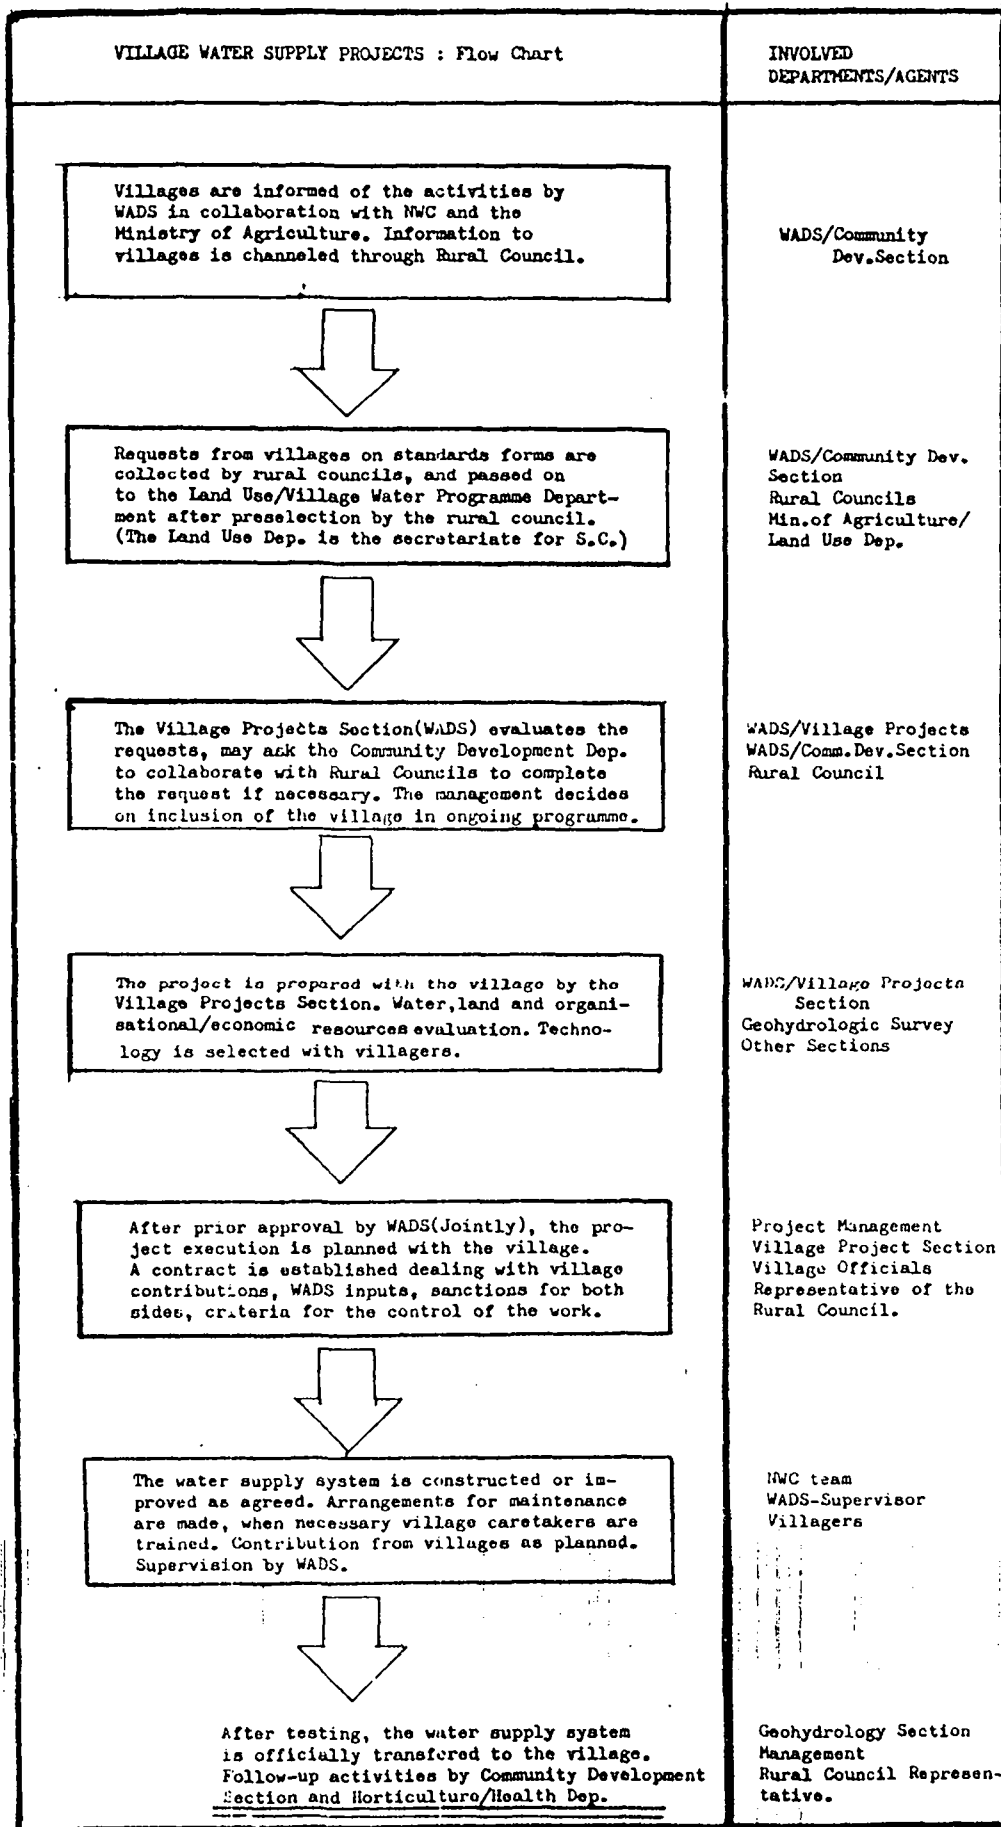 VILLAGE WATER SUPPLY PROJECTS : Flow Chart
INVOLVED
DEPARTMENTS/AGENTS
Villages are informed of the activities by
WADS in collaboration with NWC and the
Ministry of Agriculture. Information to
villages is channeled through Rural Council.
WADS/Community
Dev.Section
Requests from villages on standards forms are
collected by rural councils, and passed on
to the Land Use/Village Water Programme Depart-
ment after preselection by the rural council.
(The Land Use Dep. is the secretariate for S.C.)
WADS/Community Dev.
Section
Rural Councils
Min.of Agriculture/
Land Use Dep.
The Village Projects Section(WADS) evaluates the
requests, may ask the Community Development Dep.
to collaborate with Rural Councils to complete
the request if necessary. The management decides
on inclusion of the village in ongoing programme.
WADS/Village Projects
WADS/Comm.Dev.Section
Rural Council
The project is prepared with the village by the
Village Projects Section. Water,land and organi-
sational/economic resources evaluation. Techno-
logy is selected with villagers.
WADS/Village Projects
Section
Geohydrologic Survey
Other Sections
After prior approval by WADS(Jointly), the pro-
ject execution is planned with the village.
A contract is established dealing with village
contributions, WADS inputs, sanctions for both
sides, criteria for the control of the work.
Project Management
Village Project Section
Village Officials
Representative of the
Rural Council.
The water supply system is constructed or im-
proved as agreed. Arrangements for maintenance
are made, when necessary village caretakers are
trained. Contribution from villages as planned.
Supervision by WADS.
NWC team
WADS-Supervisor
Villagers
After testing, the water supply system
is officially transfered to the village.
Follow-up activities by Community Development
Section and Horticulture/Health Dep.
Geohydrology Section
Management
Rural Council Represen-
tative.